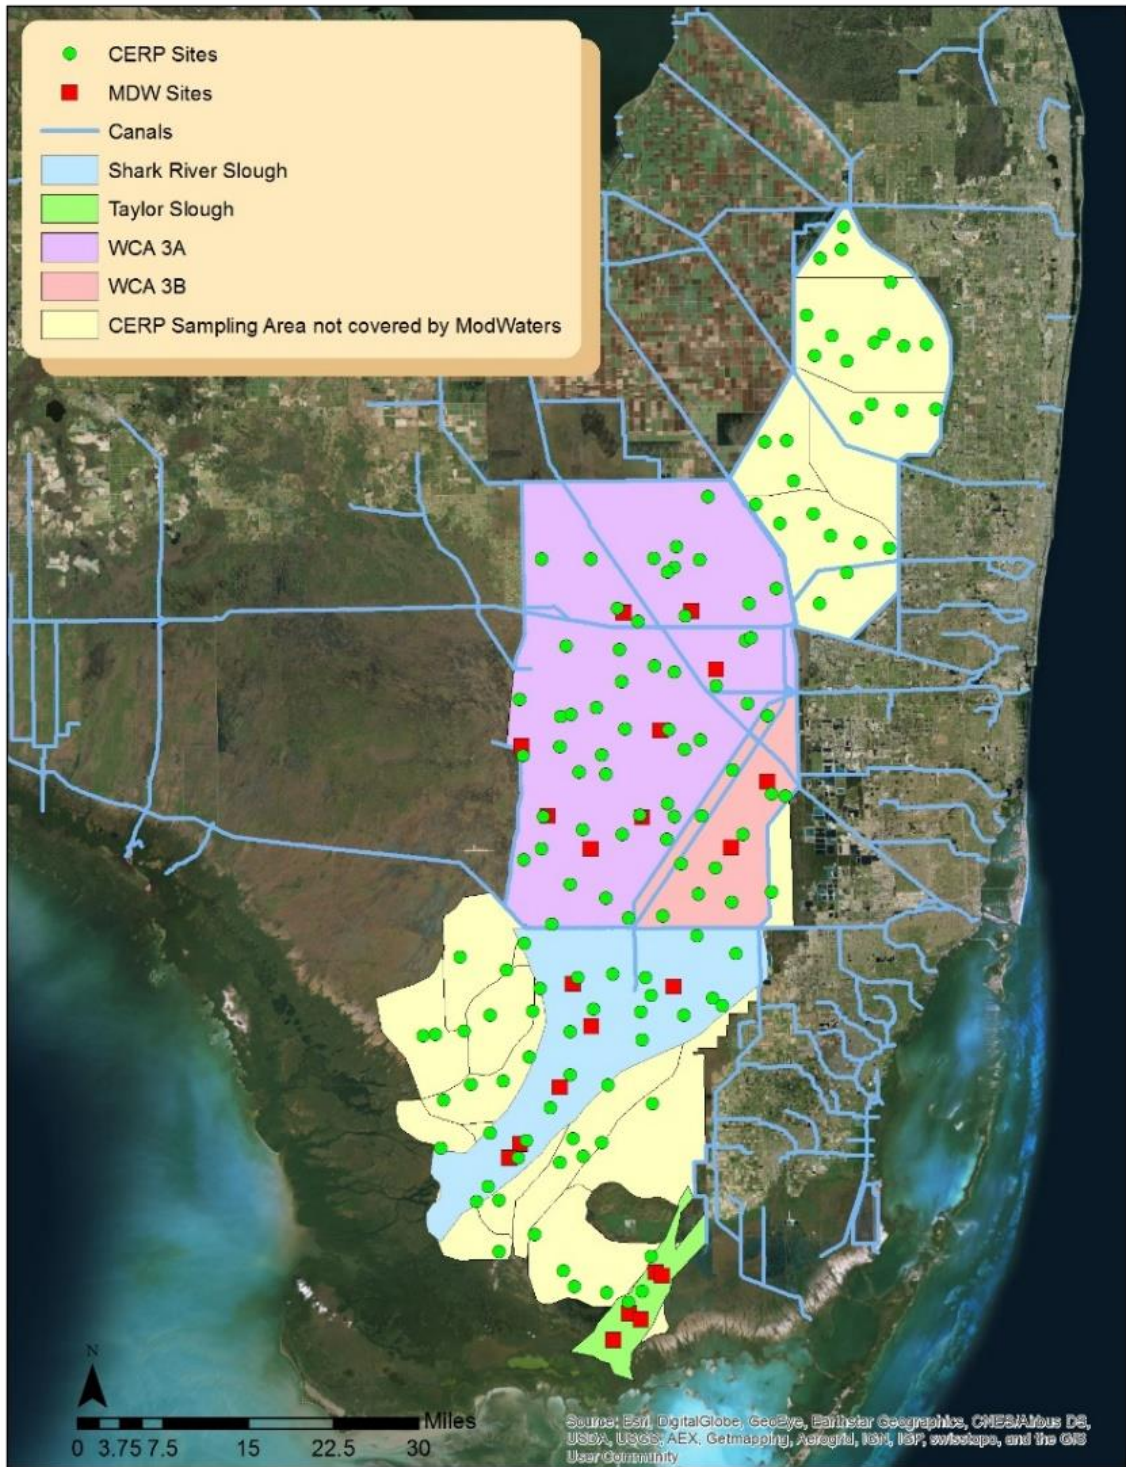 CERP Sites
MDW Sites
Canals
Shark River Slough
Taylor Slough
WCA 3A
WCA 3B
CERP Sampling Area not covered by ModWaters
N
Miles
0 3.75 7.5 15 22.5 30
Source: Esri, DigitalGlobe, GeoEye, Earthstar Geographics, CNES/Airbus DS,
USDA, USGS, AEX, Getmapping, Aerogrid, IGN, IGP, swisstopo, and the GIS
User Community